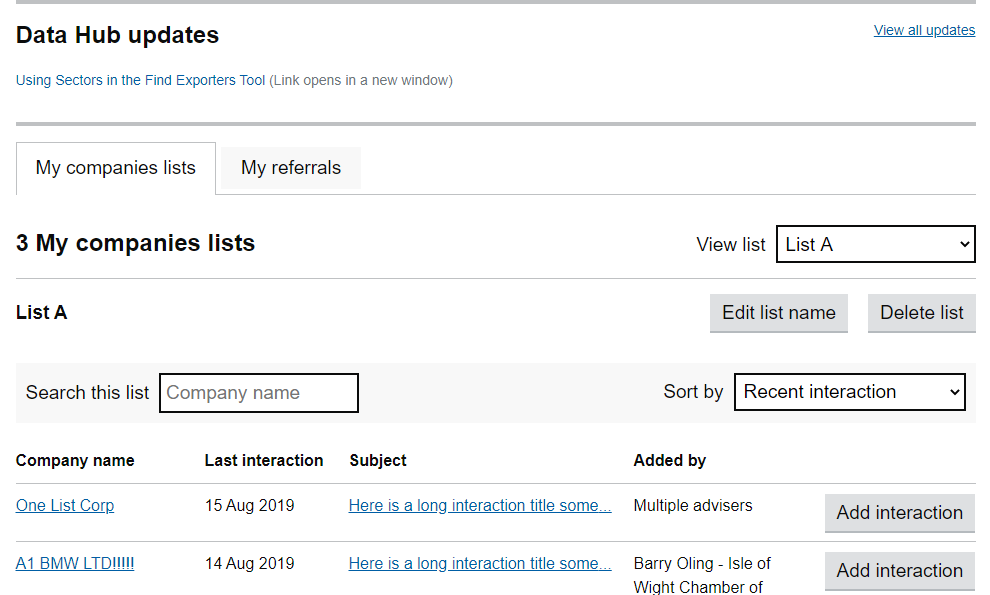 Data Hub updates
View all updates
Using Sectors in the Find Exporters Tool (Link opens in a new window)
My companies lists
My referrals
3 My companies lists
View list
List A
List A
Edit list name
Delete list
Search this list
Company name
Sort by
Recent interaction
Company name
Last interaction
Subject
Added by
One List Corp
15 Aug 2019
Here is a long interaction title some...
Multiple advisers
Add interaction
A1 BMW LTD!!!!!
14 Aug 2019
Here is a long interaction title some...
Barry Oling - Isle of
Wight Chamber of
Add interaction